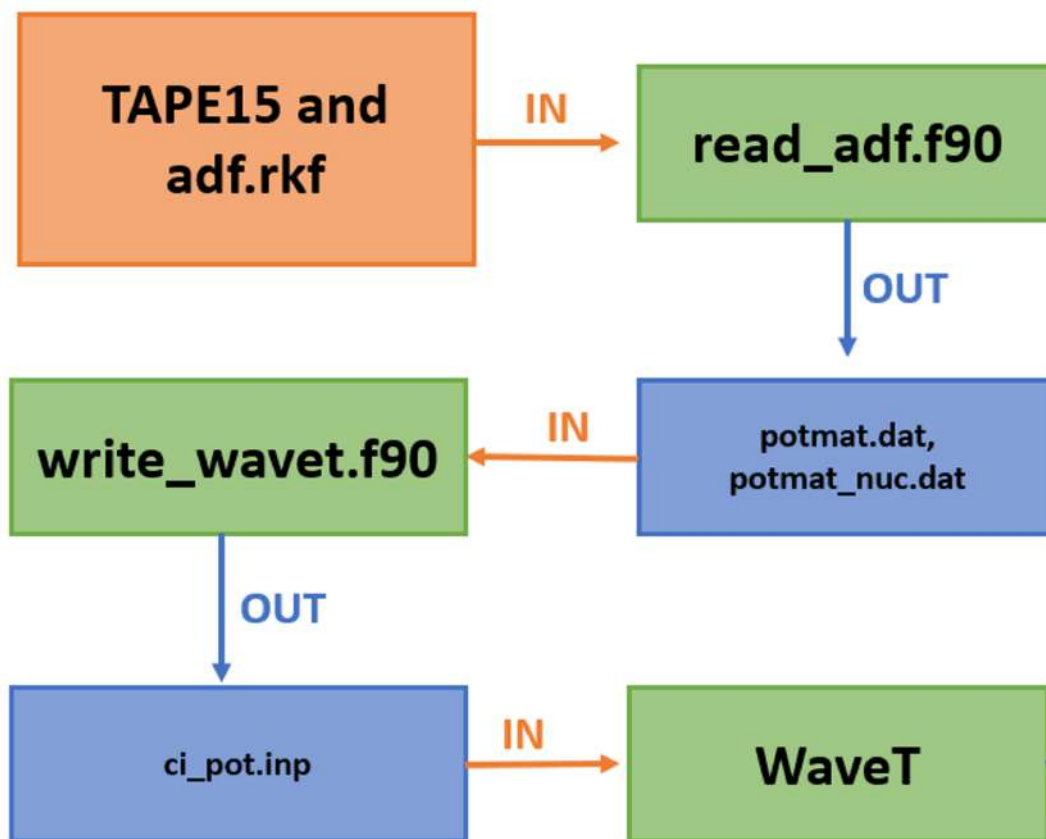 TAPE15 and
adf.rkf
IN
read_adf.f90
OUT
write_wavet.f90
IN
potmat.dat,
potmat_nuc.dat
OUT
ci_pot.inp
IN
WaveT